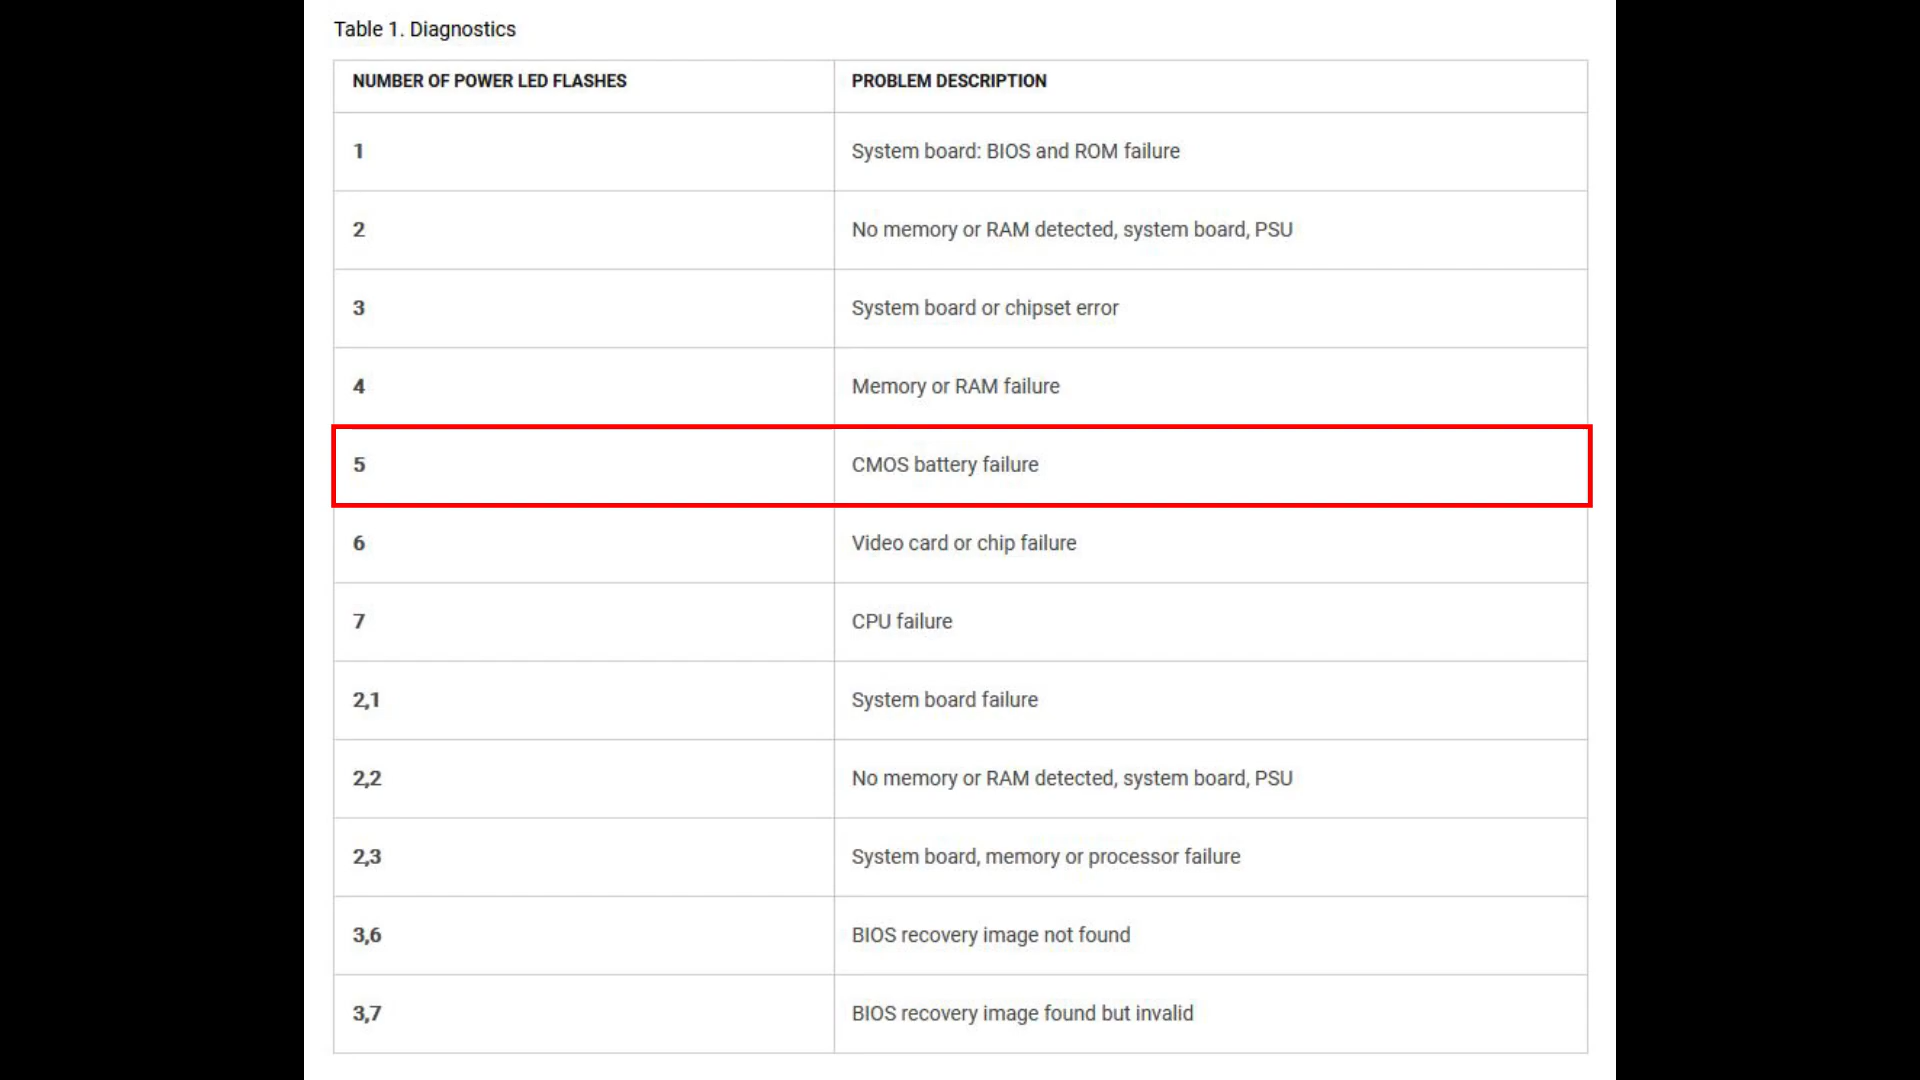 Table 1. Diagnostics
NUMBER OF POWER LED FLASHES PROBLEM DESCRIPTION
1 System board: BIOS and ROM failure
2 No memory or RAM detected, system board, PSU
3 System board or chipset error
4 Memory or RAM failure
5 CMOS battery failure
6 Video card or chip failure
7 CPU failure
2,1 System board failure
2,2 No memory or RAM detected, system board, PSU
2,3 System board, memory or processor failure
3,6 BIOS recovery image not found
3,7 BIOS recovery image found but invalid